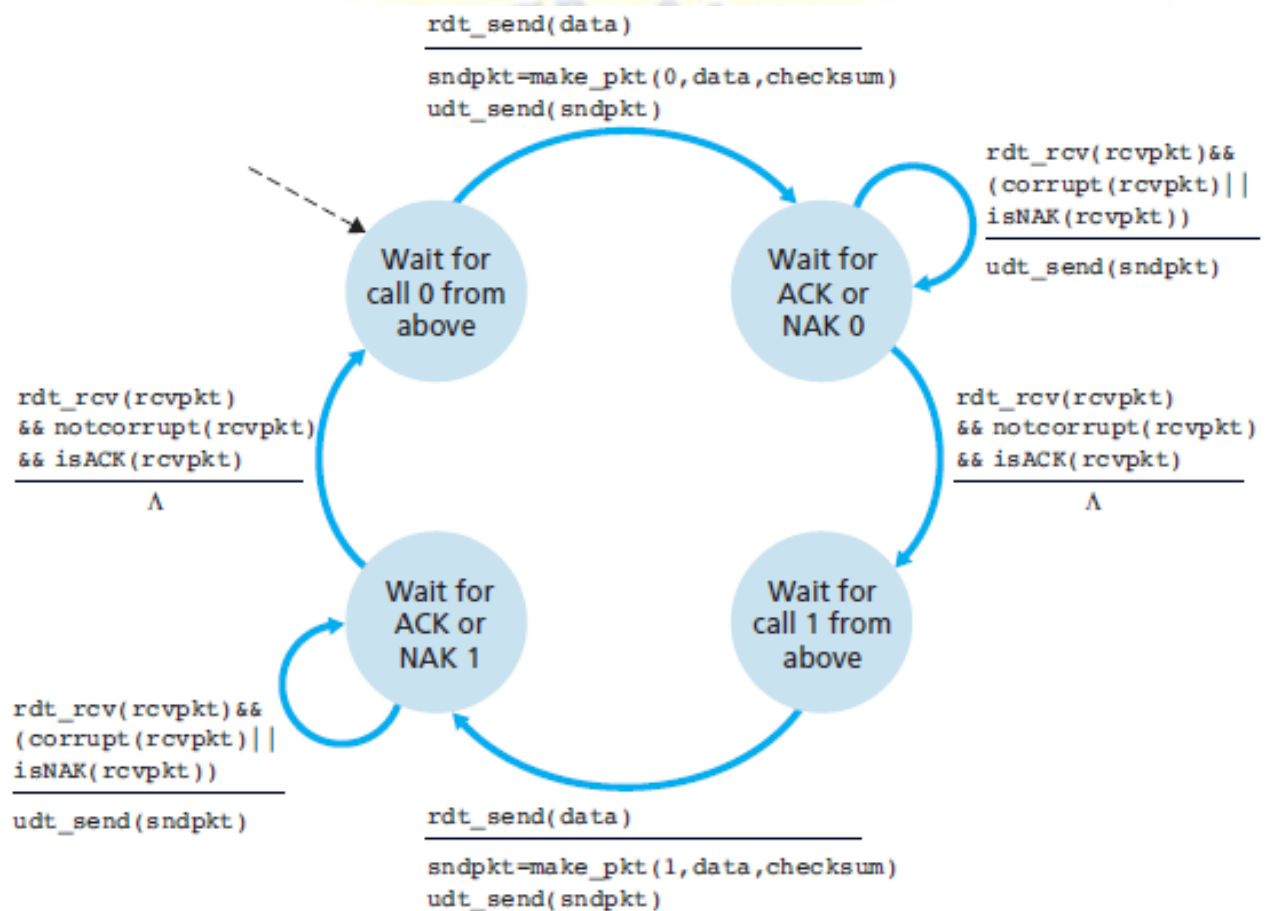 rdt_send(data)
sndpkt=make_pkt(0,data,checksum)
udt_send(sndpkt)
rdt_rcv(rcvpkt)&&
(corrupt(rcvpkt)||
isNAK(rcvpkt))
udt_send(sndpkt)
Wait for
call 0 from
above
Wait for
ACK or
NAK 0
rdt_rcv(rcvpkt)
&& notcorrupt(rcvpkt)
&& isACK(rcvpkt)
Λ
rdt_rcv(rcvpkt)
&& notcorrupt(rcvpkt)
&& isACK(rcvpkt)
Λ
Wait for
ACK or
NAK 1
Wait for
call 1 from
above
rdt_rcv(rcvpkt)&&
(corrupt(rcvpkt)||
isNAK(rcvpkt))
udt_send(sndpkt)
rdt_send(data)
sndpkt=make_pkt(1,data,checksum)
udt_send(sndpkt)